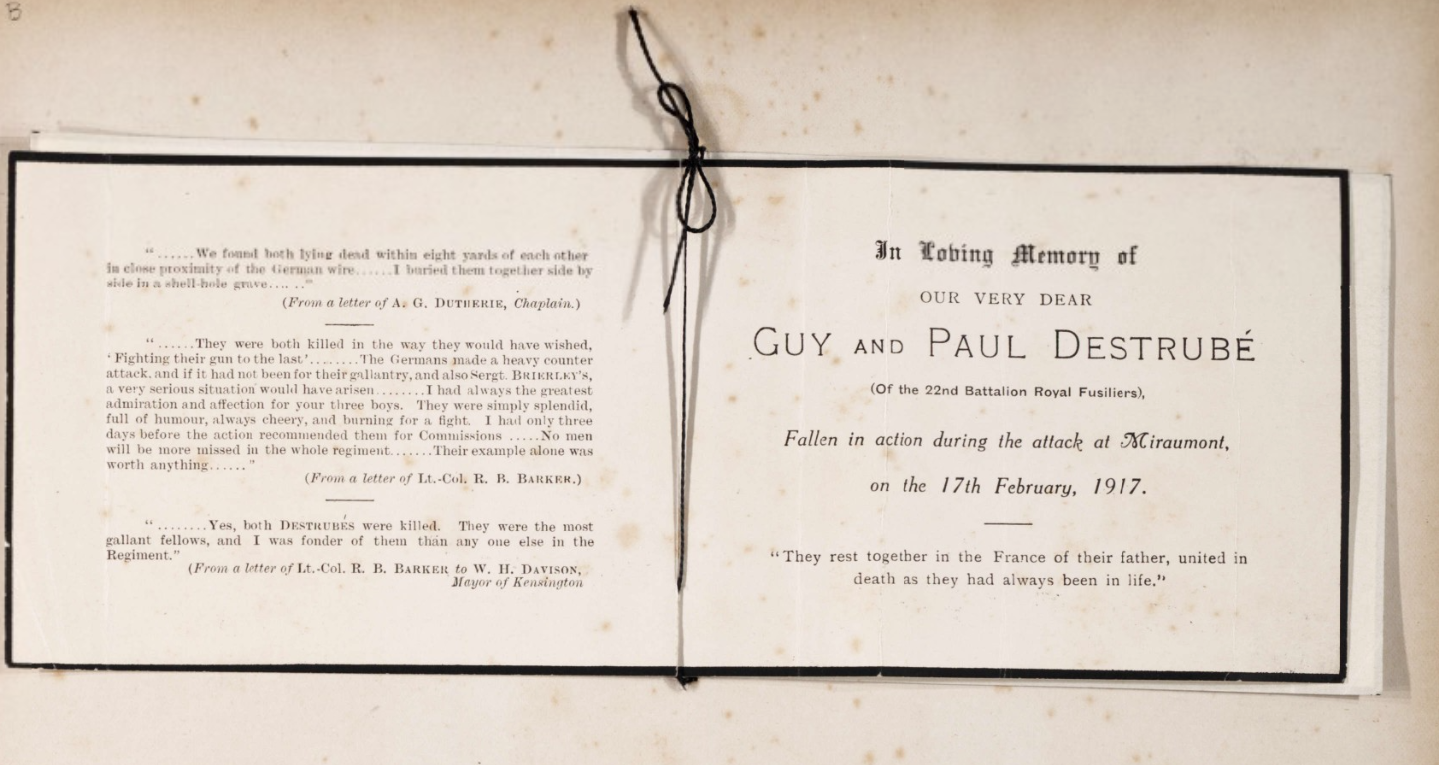 B
“......We found both lying dead within eight yards of each other
in close proximity of the German wire......I buried them together side by
side in a shell-hole grave.... ..”
(From a letter of A. G. DUTHERIE, Chaplain.)
“......They were both killed in the way they would have wished,
‘Fighting their gun to the last’........The Germans made a heavy counter
attack. and if it had not been for their gallantry, and also Sergt. BRIERLEY’S,
a very serious situation would have arisen........I had always the greatest
admiration and affection for your three boys. They were simply splendid,
full of humour, always cheery, and burning for a fight. I had only three
days before the action recommended them for Commissions .....No men
will be more missed in the whole regiment.......Their example alone was
worth anything......”
(From a letter of Lt.-Col. R. B. BARKER.)
“........Yes, both DESTRUBÉS were killed. They were the most
gallant fellows, and I was fonder of them than any one else in the
Regiment.”
(From a letter of Lt.-Col. R. B. BARKER to W. H. DAVISON,
Mayor of Kensington
In Loving Memory of
OUR VERY DEAR
GUY AND PAUL DESTRUBÉ
(Of the 22nd Battalion Royal Fusiliers),
Fallen in action during the attack at Miraumont,
on the 17th February, 1917.
“They rest together in the France of their father, united in
death as they had always been in life.”